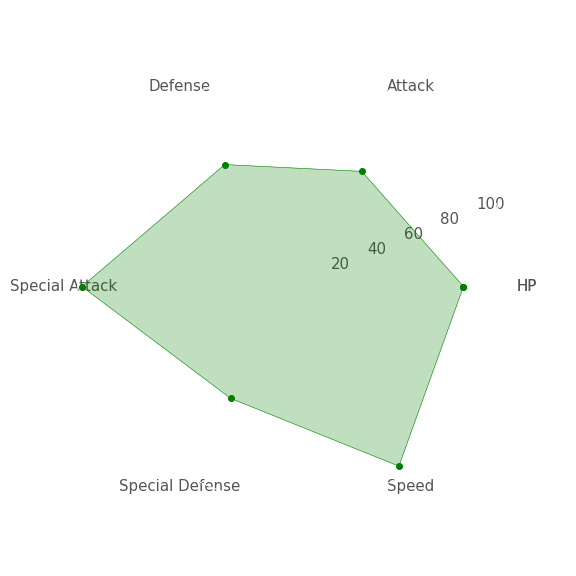 Defense
Attack
100
80
60
40
20
Special Attack
HP
Special Defense
Speed